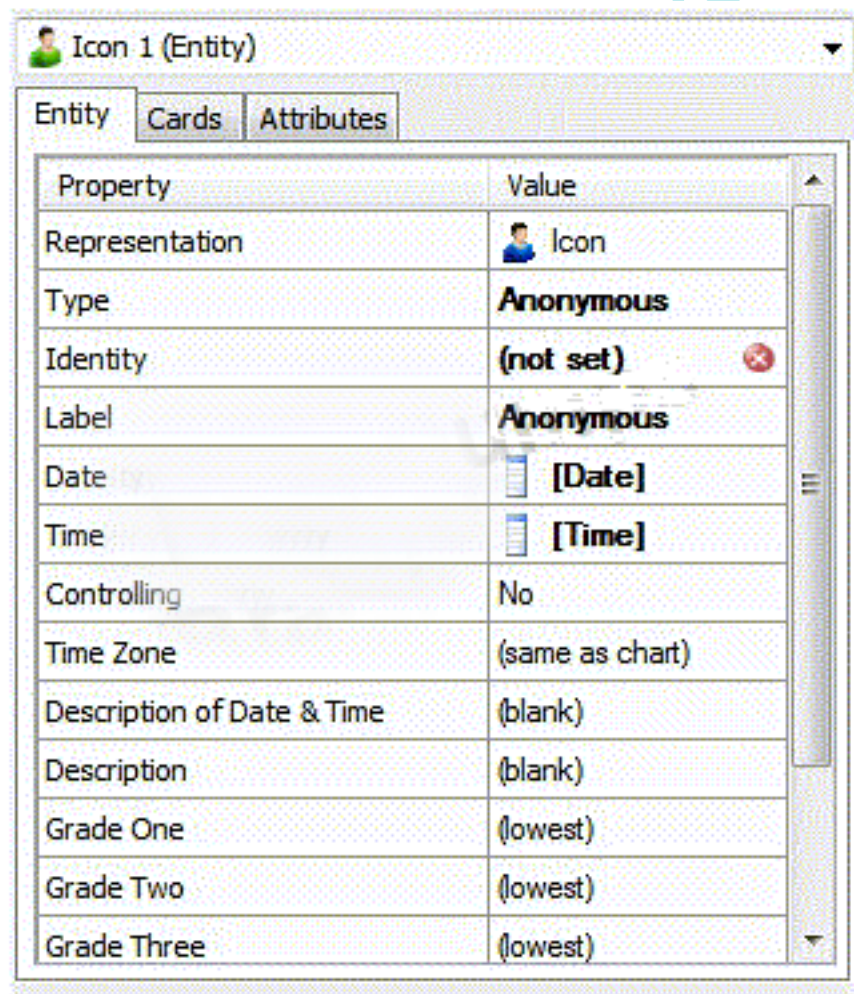 Icon 1 (Entity)
Entity Cards Attributes
Property Value
Representation Icon
Type Anonymous
Identity (not set)
Label Anonymous
Date [Date]
Time [Time]
Controlling No
Time Zone (same as chart)
Description of Date & Time (blank)
Description (blank)
Grade One (lowest)
Grade Two (lowest)
Grade Three (lowest)